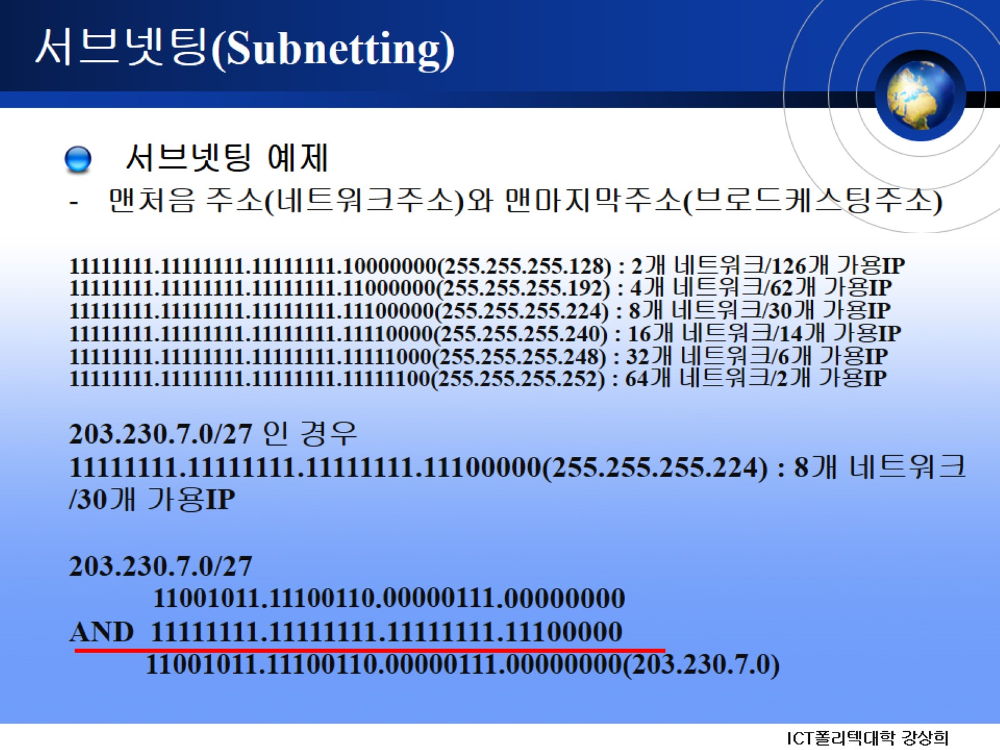 서브넷팅(Subnetting)
서브넷팅 예제
- 맨처음 주소(네트워크주소)와 맨마지막주소(브로드케스팅주소)
11111111.11111111.11111111.10000000(255.255.255.128) : 2개 네트워크/126개 가용IP
11111111.11111111.11111111.11000000(255.255.255.192) : 4개 네트워크/62개 가용IP
11111111.11111111.11111111.11100000(255.255.255.224) : 8개 네트워크/30개 가용IP
11111111.11111111.11111111.11110000(255.255.255.240) : 16개 네트워크/14개 가용IP
11111111.11111111.11111111.11111000(255.255.255.248) : 32개 네트워크/6개 가용IP
11111111.11111111.11111111.11111100(255.255.255.252) : 64개 네트워크/2개 가용IP
203.230.7.0/27 인 경우
11111111.11111111.11111111.11100000(255.255.255.224) : 8개 네트워크
/30개 가용IP
203.230.7.0/27
11001011.11100110.00000111.00000000
AND 11111111.11111111.11111111.11100000
11001011.11100110.00000111.00000000(203.230.7.0)
ICT폴리텍대학 강상희